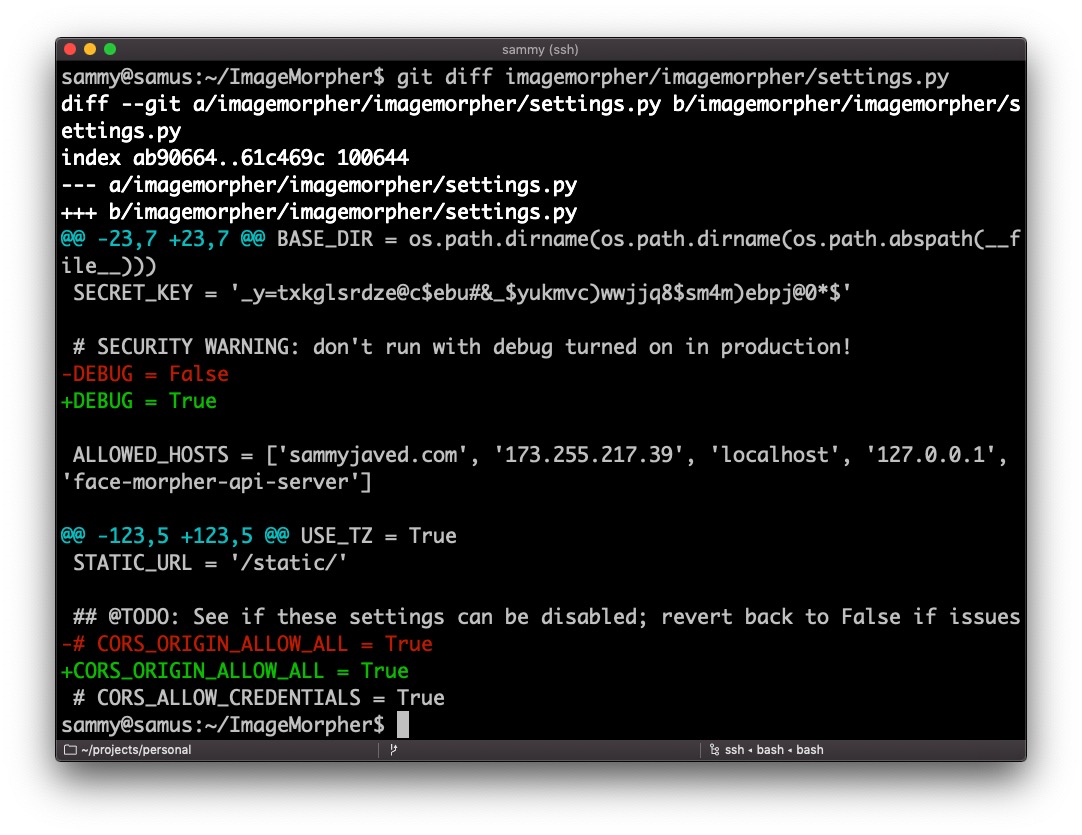 sammy (ssh)
sammy@samus:~/ImageMorpher$ git diff imagemorpher/imagemorpher/settings.py
diff --git a/imagemorpher/imagemorpher/settings.py b/imagemorpher/imagemorpher/s
ettings.py
index ab90664..61c469c 100644
--- a/imagemorpher/imagemorpher/settings.py
+++ b/imagemorpher/imagemorpher/settings.py
@@ -23,7 +23,7 @@ BASE_DIR = os.path.dirname(os.path.dirname(os.path.abspath(__f
ile__)))
 SECRET_KEY = '_y=txkglsrdze@c$ebu#&_$yukmvc)wwjjq8$sm4m)ebpj@0*$'
 # SECURITY WARNING: don't run with debug turned on in production!
-DEBUG = False
+DEBUG = True
 ALLOWED_HOSTS = ['sammyjaved.com', '173.255.217.39', 'localhost', '127.0.0.1',
'face-morpher-api-server']
@@ -123,5 +123,5 @@ USE_TZ = True
 STATIC_URL = '/static/'
 ## @TODO: See if these settings can be disabled; revert back to False if issues
-# CORS_ORIGIN_ALLOW_ALL = True
+CORS_ORIGIN_ALLOW_ALL = True
 # CORS_ALLOW_CREDENTIALS = True
sammy@samus:~/ImageMorpher$
~/projects/personal
ssh ◂ bash ◂ bash